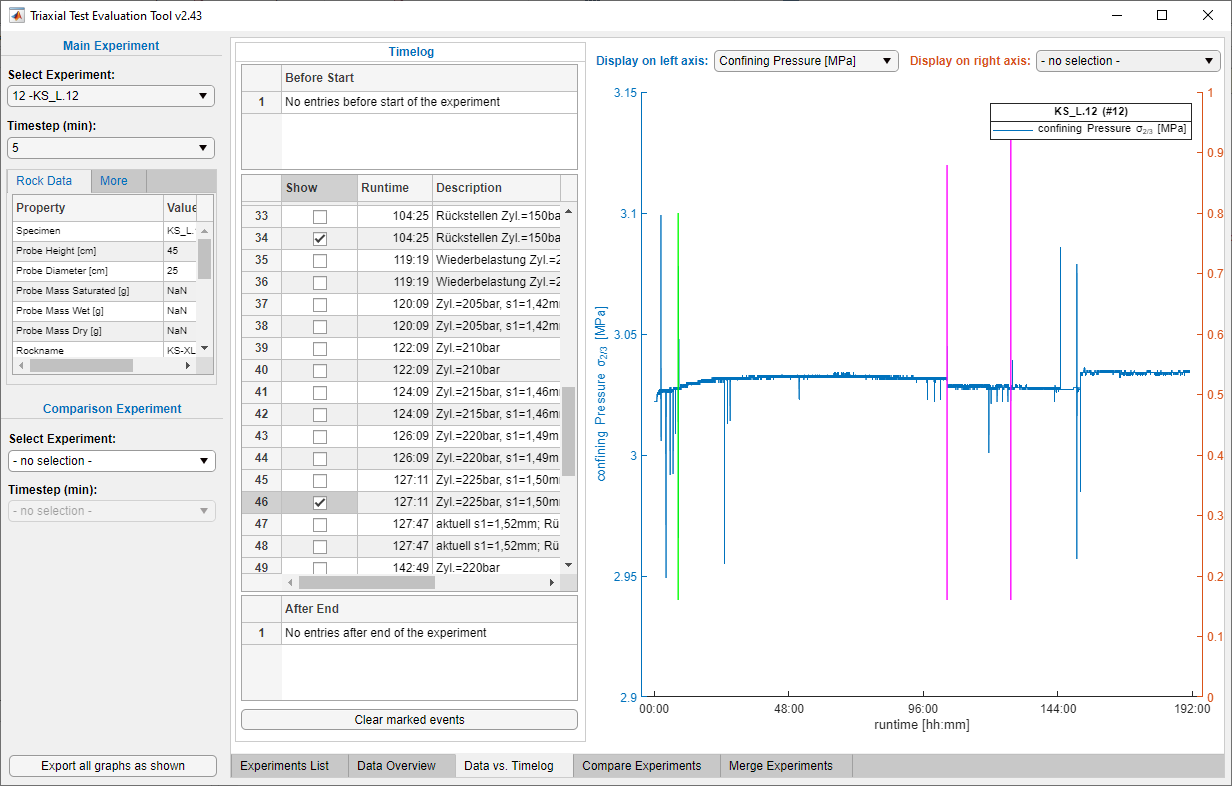 Triaxial Test Evaluation Tool v2.43
Main Experiment
Select Experiment:
12 -KS_L.12
Timestep (min):
5
Rock Data More
Property Value
Specimen KS_L.
Probe Height [cm] 45
Probe Diameter [cm] 25
Probe Mass Saturated [g] NaN
Probe Mass Wet [g] NaN
Probe Mass Dry [g] NaN
Rockname KS-XL
Comparison Experiment
Select Experiment:
- no selection -
Timestep (min):
- no selection -
Export all graphs as shown
Timelog
Before Start
1 No entries before start of the experiment
Show Runtime Description
33 104:25 Rückstellen Zyl.=150ba
34 104:25 Rückstellen Zyl.=150ba
35 119:19 Wiederbelastung Zyl.=2
36 119:19 Wiederbelastung Zyl.=2
37 120:09 Zyl.=205bar, s1=1,42m
38 120:09 Zyl.=205bar, s1=1,42m
39 122:09 Zyl.=210bar
40 122:09 Zyl.=210bar
41 124:09 Zyl.=215bar, s1=1,46m
42 124:09 Zyl.=215bar, s1=1,46m
43 126:09 Zyl.=220bar, s1=1,49m
44 126:09 Zyl.=220bar, s1=1,49m
45 127:11 Zyl.=225bar, s1=1,50m
46 127:11 Zyl.=225bar, s1=1,50m
47 127:47 aktuell s1=1,52mm; Rü
48 127:47 aktuell s1=1,52mm; Rü
49 142:49 Zyl.=220bar
After End
1 No entries after end of the experiment
Clear marked events
Display on left axis: Confining Pressure [MPa] Display on right axis: - no selection -
KS_L.12 (#12)
confining Pressure σ2/3 [MPa]
3.15
3.1
3.05
3
2.95
2.9
confining Pressure σ2/3 [MPa]
1
0.9
0.8
0.7
0.6
0.5
0.4
0.3
0.2
0.1
0
00:00 48:00 96:00 144:00 192:00
runtime [hh:mm]
Experiments List Data Overview Data vs. Timelog Compare Experiments Merge Experiments